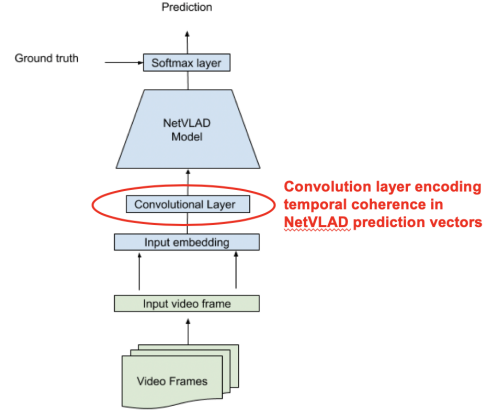 Prediction
Ground truth
Softmax layer
NetVLAD
Model
Convolutional Layer
Convolution layer encoding
temporal coherence in
NetVLAD prediction vectors
Input embedding
Input video frame
Video Frames